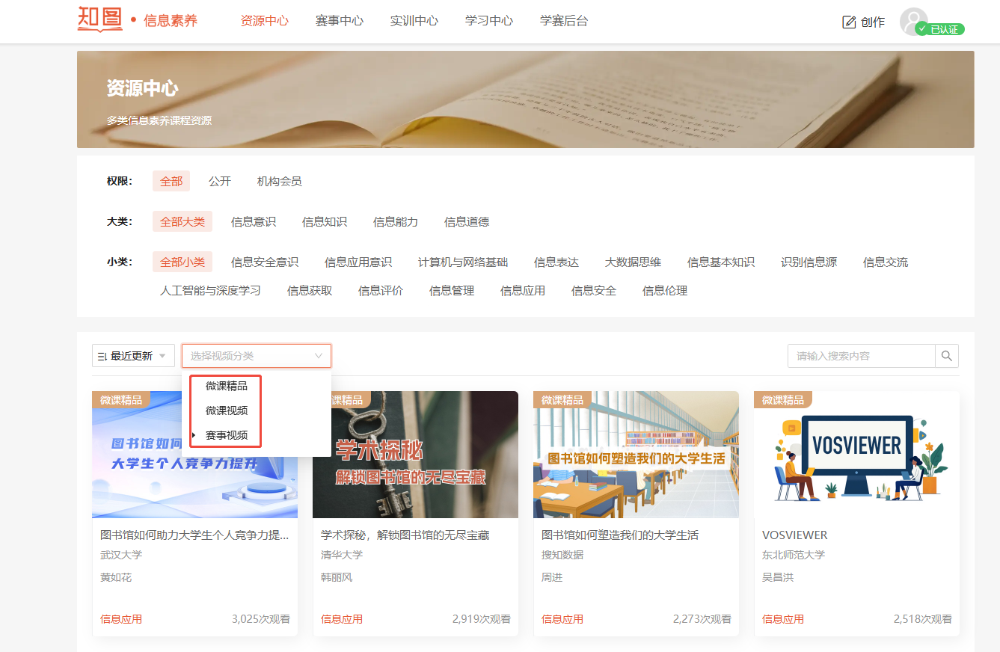 知图 • 信息素养 资源中心 赛事中心 实训中心 学习中心 学赛后台 创作 已认证
资源中心
多类信息素养课程资源
权限： 全部 公开 机构会员
大类： 全部大类 信息意识 信息知识 信息能力 信息道德
小类： 全部小类 信息安全意识 信息应用意识 计算机与网络基础 信息表达 大数据思维 信息基本知识 识别信息源 信息交流
人工智能与深度学习 信息获取 信息评价 信息管理 信息应用 信息安全 信息伦理
最近更新 选择视频分类 请输入搜索内容
微课精品
微课视频
赛事视频
微课精品 课精品 微课精品 微课精品
图书馆如何
大学生个人竞争力提升
学术探秘
解锁图书馆的无尽宝藏
图书馆如何塑造我们的大学生活
VOSVIEWER
图书馆如何助力大学生个人竞争力提... 学术探秘，解锁图书馆的无尽宝藏 图书馆如何塑造我们的大学生活 VOSVIEWER
武汉大学 清华大学 搜知数据 东北师范大学
黄如花 韩丽风 周进 吴昌洪
信息应用 3,025次观看 信息应用 2,919次观看 信息应用 2,273次观看 信息应用 2,518次观看